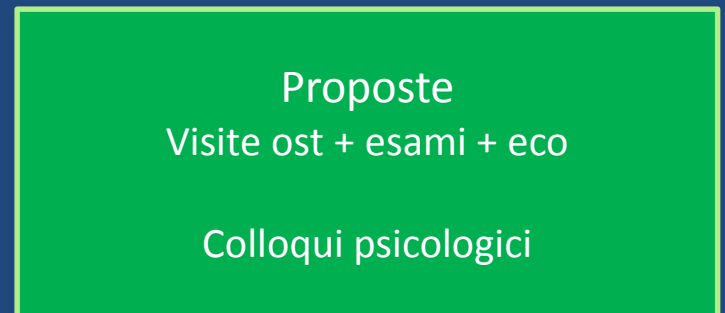 Proposte
Visite ost + esami + eco
Colloqui psicologici